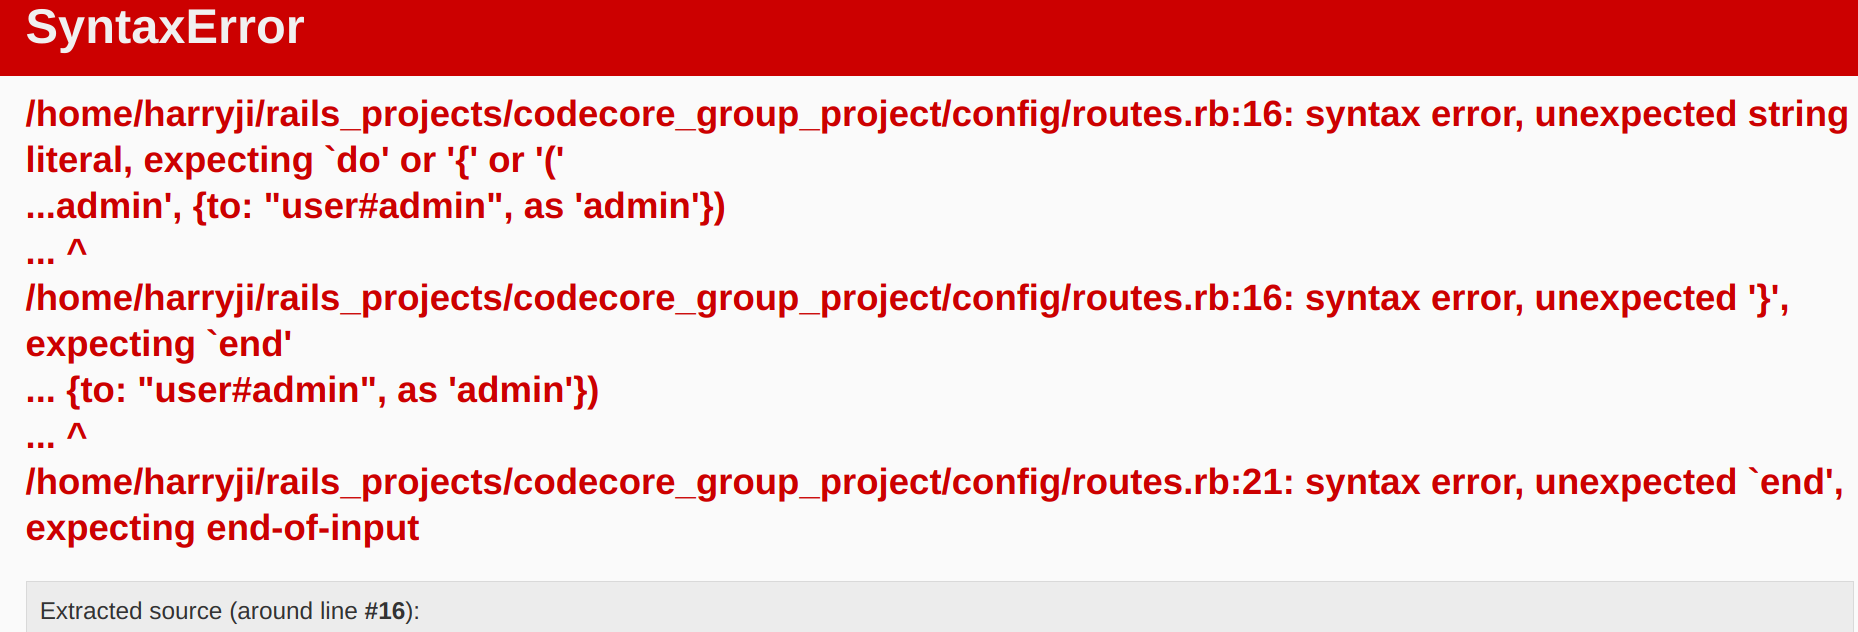 SyntaxError
/home/harryji/rails_projects/codecore_group_project/config/routes.rb:16: syntax error, unexpected string
literal, expecting `do' or '{' or '('
...admin', {to: "user#admin", as 'admin'})
... ^
/home/harryji/rails_projects/codecore_group_project/config/routes.rb:16: syntax error, unexpected '}',
expecting `end'
... {to: "user#admin", as 'admin'})
... ^
/home/harryji/rails_projects/codecore_group_project/config/routes.rb:21: syntax error, unexpected `end',
expecting end-of-input
Extracted source (around line #16):